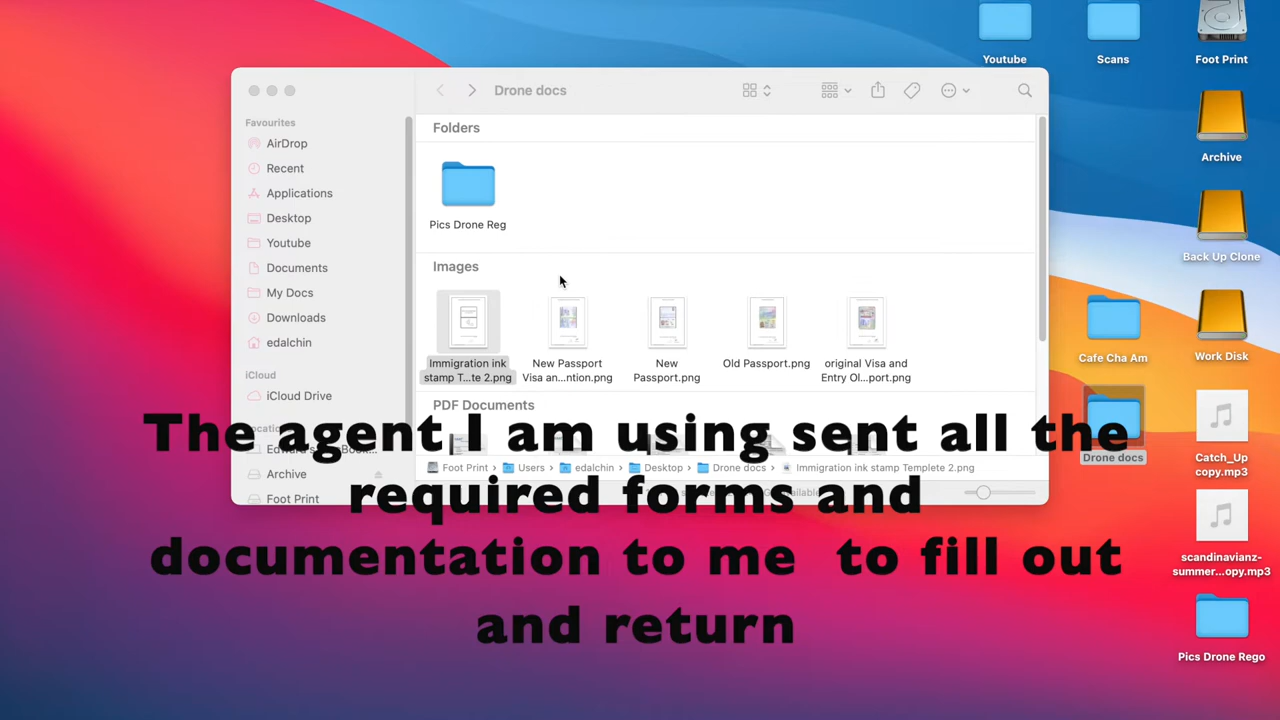 Youtube
Scans
Foot Print
Drone docs
Favourites
AirDrop
Recent
Applications
Desktop
Youtube
Documents
My Docs
Downloads
edalchin
iCloud
iCloud Drive
Archive
Foot Print
Folders
Pics Drone Reg
Images
Immigration ink
stamp T...te 2.png
New Passport
Visa an...ntion.png
New
Passport.png
Old Passport.png
original Visa and
Entry Ol...port.png
PDF Documents
Foot Print › Users › edalchin › Desktop › Drone docs › Immigration ink stamp Templete 2.png
Archive
Back Up Clone
Work Disk
Cafe Cha Am
Drone docs
Catch_Up
copy.mp3
scandinavianz-
summer...opy.mp3
Pics Drone Rego
The agent I am using sent all the
required forms and
documentation to me to fill out
and return